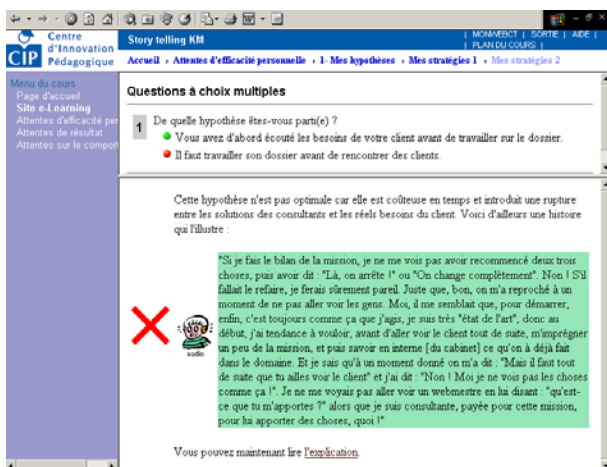 Centre
d'Innovation
CIP Pédagogique
Story telling KM
| MONWEBCT | SORTIE | AIDE |
| PLAN DU COURS |
Accueil › Attentes d'efficacité personnelle › 1- Mes hypothèses › Mes stratégies 1 › Mes stratégies 2
Menu du cours
Page d'accueil
Site e-Learning
Attentes d'efficacité per
Attentes de résultat
Attentes sur le comport
Questions à choix multiples
1 De quelle hypothèse êtes-vous parti(e) ?
Vous avez d'abord écouté les besoins de votre client avant de travailler sur le dossier.
Il faut travailler son dossier avant de rencontrer des clients.
Cette hypothèse n'est pas optimale car elle est coûteuse en temps et introduit une rupture
entre les solutions des consultants et les réels besoins du client. Voici d'ailleurs une histoire
qui l'illustre :
"Si je fais le bilan de la mission, je ne me vois pas avoir recommencé deux trois
choses, puis avoir dit : "Là, on arrête !" ou "On change complètement". Non ! S'il
fallait le refaire, je ferais sûrement pareil. Juste que, bon, on m'a reproché à un
moment de ne pas aller voir les gens. Moi, il me semblait que, pour démarrer,
enfin, c'est toujours comme ça que j'agis, je suis très "état de l'art", donc au
début, j'ai tendance à vouloir, avant d'aller voir le client tout de suite, m'imprégner
un peu de la mission, et puis savoir en interne [du cabinet] ce qu'on à déjà fait
dans le domaine. Et je sais qu'à un moment donné on m'a dit : "Mais il faut tout
de suite que tu ailles voir le client" et j'ai dit : "Non ! Moi je ne vois pas les choses
comme ça !". Je ne me voyais pas aller voir un webmestre en lui disant : "qu'est-
ce que tu m'apportes ?" alors que je suis consultante, payée pour cette mission,
pour lui apporter des choses, quoi !"
audio
Vous pouvez maintenant lire l'explication.